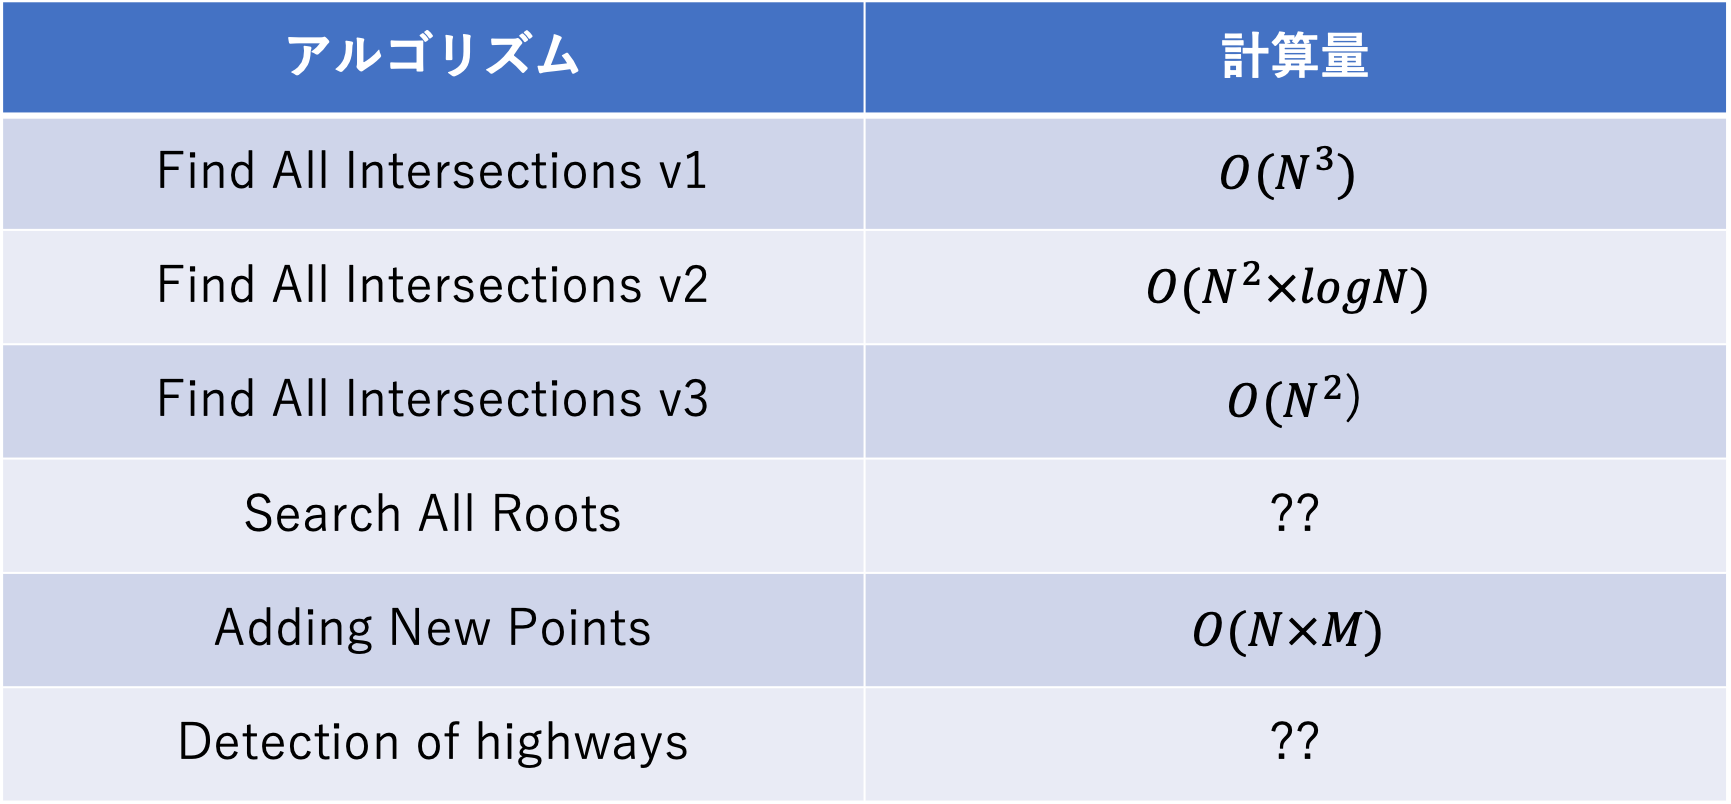 アルゴリズム 計算量
Find All Intersections v1 O(N³)
Find All Intersections v2 O(N²×logN)
Find All Intersections v3 O(N²)
Search All Roots ??
Adding New Points O(N×M)
Detection of highways ??